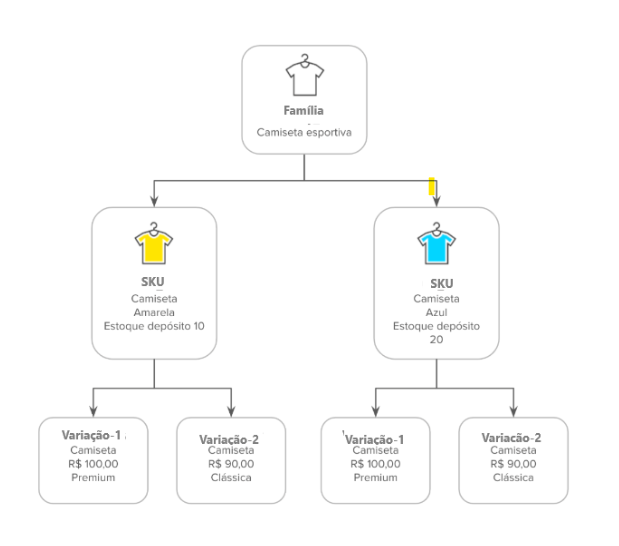 Família
Camiseta esportiva
SKU
Camiseta
Amarela
Estoque depósito 10
SKU
Camiseta
Azul
Estoque depósito
20
Variação-1
Camiseta
R$ 100,00
Premium
Variação-2
Camiseta
R$ 90,00
Clássica
Variação-1
Camiseta
R$ 100,00
Premium
Variacão-2
Camiseta
R$ 90,00
Clássica